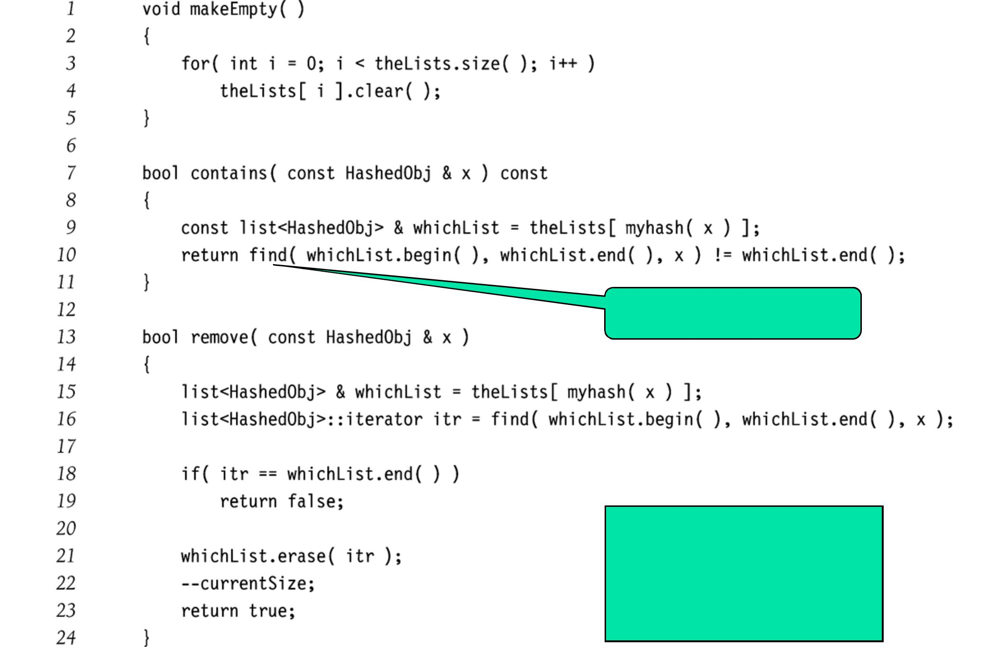 1 void makeEmpty( )
2 {
3 for( int i = 0; i < theLists.size( ); i++ )
4 theLists[ i ].clear( );
5 }
6
7 bool contains( const HashedObj & x ) const
8 {
9 const list<HashedObj> & whichList = theLists[ myhash( x ) ];
10 return find( whichList.begin( ), whichList.end( ), x ) != whichList.end( );
11 }
12
13 bool remove( const HashedObj & x )
14 {
15 list<HashedObj> & whichList = theLists[ myhash( x ) ];
16 list<HashedObj>::iterator itr = find( whichList.begin( ), whichList.end( ), x );
17
18 if( itr == whichList.end( ) )
19 return false;
20
21 whichList.erase( itr );
22 --currentSize;
23 return true;
24 }